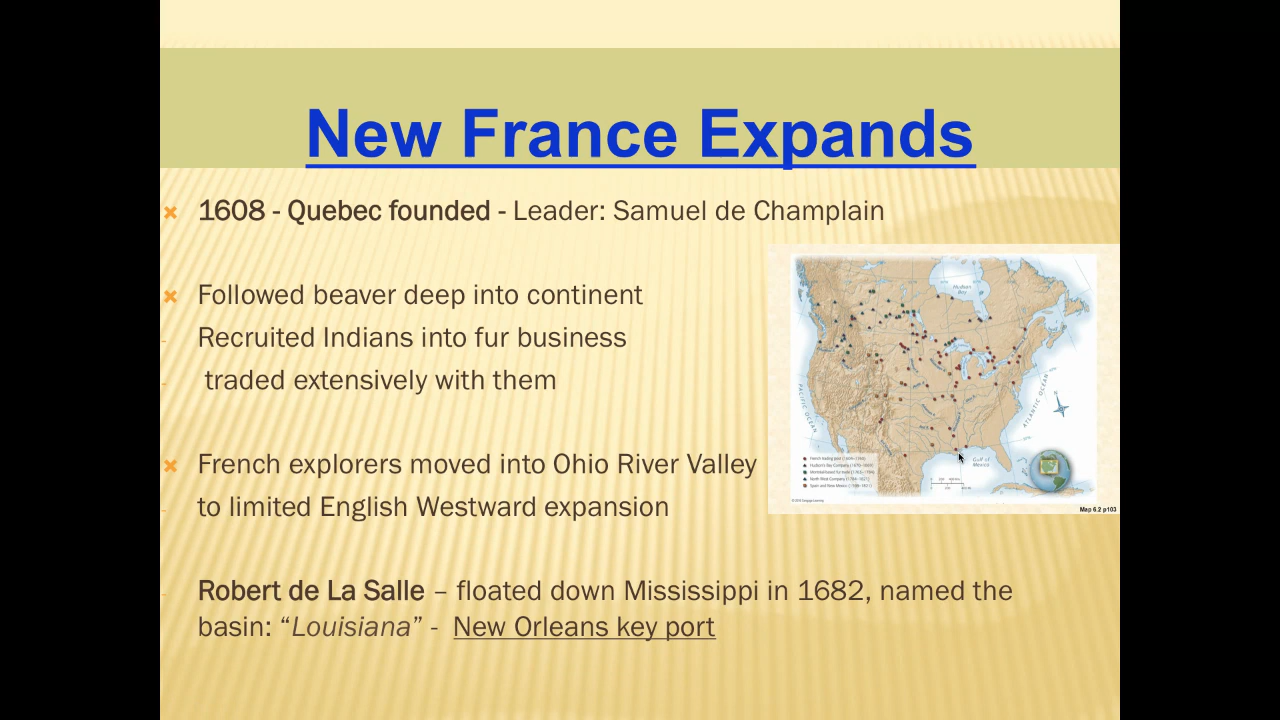 New France Expands
1608 - Quebec founded - Leader: Samuel de Champlain
Followed beaver deep into continent
- Recruited Indians into fur business
- traded extensively with them
French explorers moved into Ohio River Valley
- to limited English Westward expansion
- Robert de La Salle – floated down Mississippi in 1682, named the
basin: “Louisiana” - New Orleans key port
Hudson
Bay
PACIFIC OCEAN
ATLANTIC OCEAN
Gulf of
Mexico
Map 6.2 p103